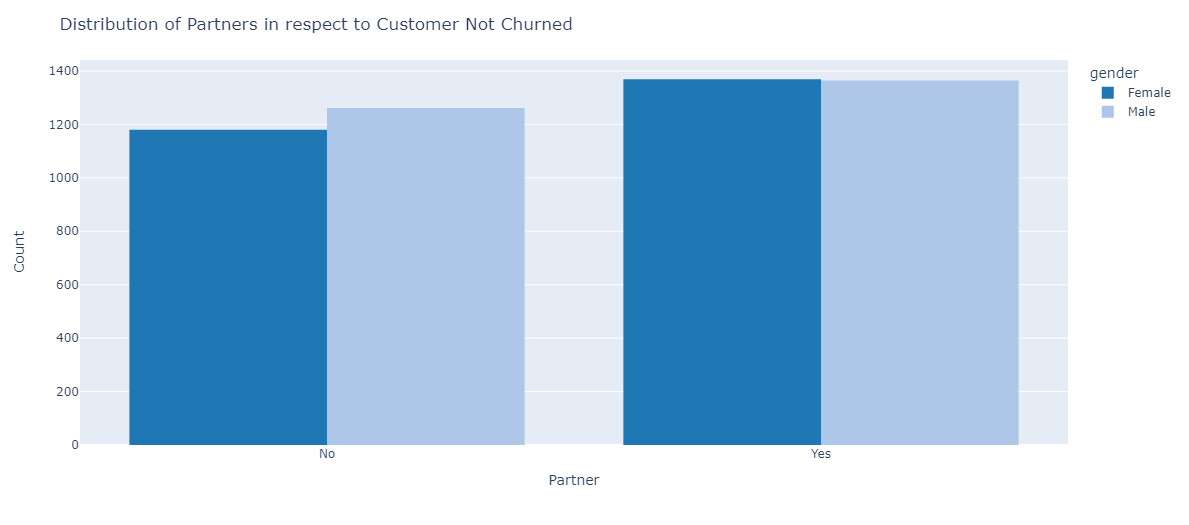 Distribution of Partners in respect to Customer Not Churned
gender
Female
Male
Count
1400
1200
1000
800
600
400
200
0
No
Yes
Partner